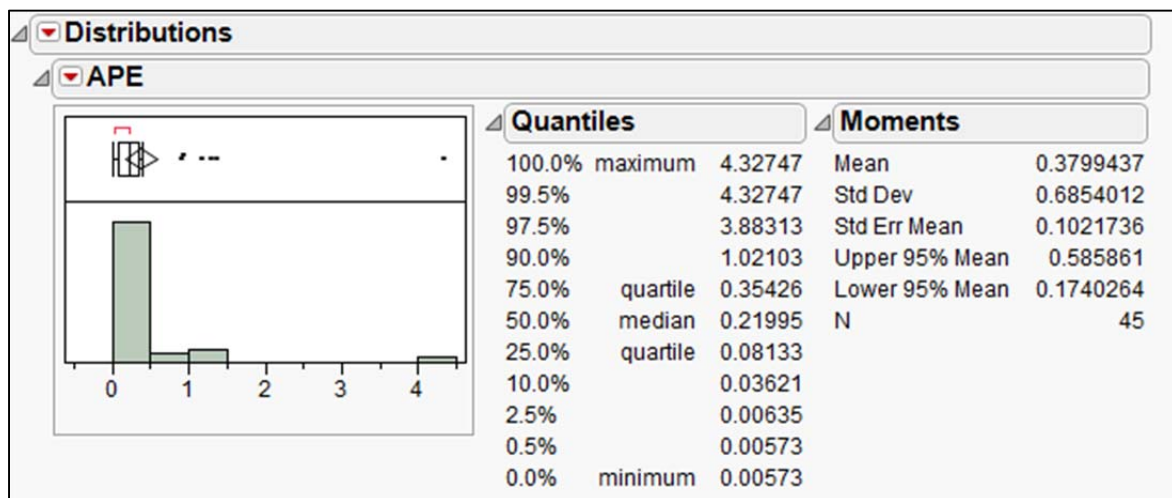 Distributions
APE
0 1 2 3 4
Quantiles
100.0% maximum 4.32747
99.5% 4.32747
97.5% 3.88313
90.0% 1.02103
75.0% quartile 0.35426
50.0% median 0.21995
25.0% quartile 0.08133
10.0% 0.03621
2.5% 0.00635
0.5% 0.00573
0.0% minimum 0.00573
Moments
Mean 0.3799437
Std Dev 0.6854012
Std Err Mean 0.1021736
Upper 95% Mean 0.585861
Lower 95% Mean 0.1740264
N 45